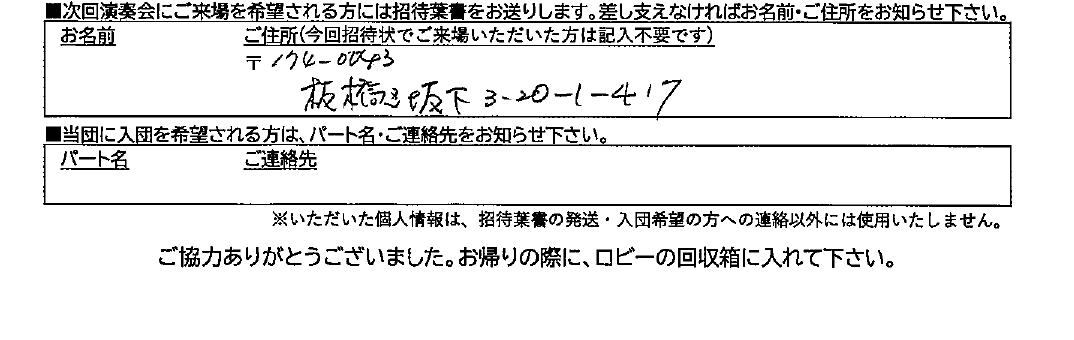 ■次回演奏会にご来場を希望される方には招待葉書をお送りします。差し支えなければお名前・ご住所をお知らせ下さい。
お名前 ご住所(今回招待状でご来場いただいた方は記入不要です)
〒174-0043
板橋区坂下3-20-1-417
■当団に入団を希望される方は、パート名・ご連絡先をお知らせ下さい。
パート名 ご連絡先
※いただいた個人情報は、招待葉書の発送・入団希望の方への連絡以外には使用いたしません。
ご協力ありがとうございました。お帰りの際に、ロビーの回収箱に入れて下さい。